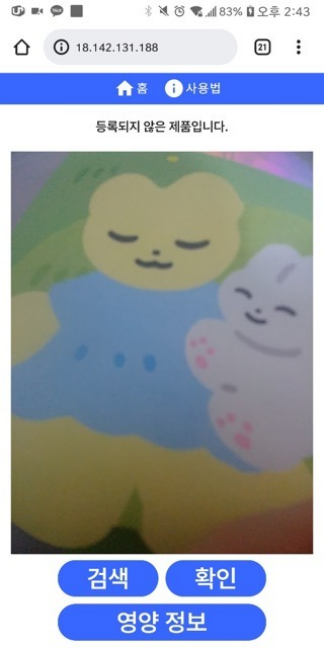 83% 오후 2:43
18.142.131.188 21
홈 사용법
등록되지 않은 제품입니다.
검색 확인
영양 정보